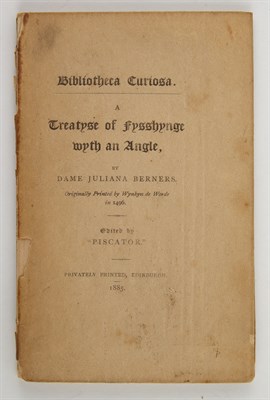 Bibliotheca Curiosa.
A
Treatyse of Fysshynge
wyth an Angle,
BY
DAME JULIANA BERNERS.
Originally Printed by Wynkyn de Worde
in 1496.
Edited by
"PISCATOR."
PRIVATELY PRINTED, EDINBURGH.